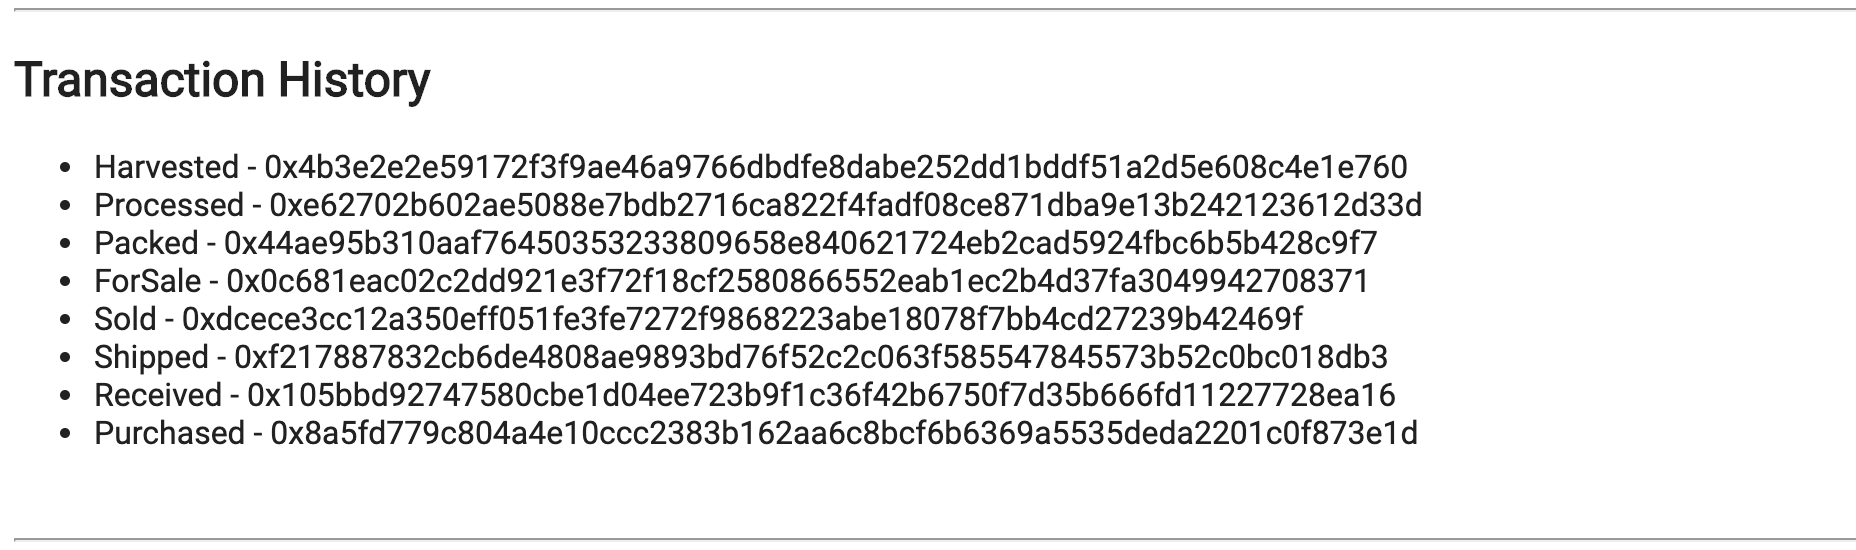 Transaction History
• Harvested - 0x4b3e2e2e59172f3f9ae46a9766dbdfe8dabe252dd1bddf51a2d5e608c4e1e760
• Processed - 0xe62702b602ae5088e7bdb2716ca822f4fadf08ce871dba9e13b242123612d33d
• Packed - 0x44ae95b310aaf76450353233809658e840621724eb2cad5924fbc6b5b428c9f7
• ForSale - 0x0c681eac02c2dd921e3f72f18cf2580866552eab1ec2b4d37fa3049942708371
• Sold - 0xdcece3cc12a350eff051fe3fe7272f9868223abe18078f7bb4cd27239b42469f
• Shipped - 0xf217887832cb6de4808ae9893bd76f52c2c063f585547845573b52c0bc018db3
• Received - 0x105bbd92747580cbe1d04ee723b9f1c36f42b6750f7d35b666fd11227728ea16
• Purchased - 0x8a5fd779c804a4e10ccc2383b162aa6c8bcf6b6369a5535deda2201c0f873e1d